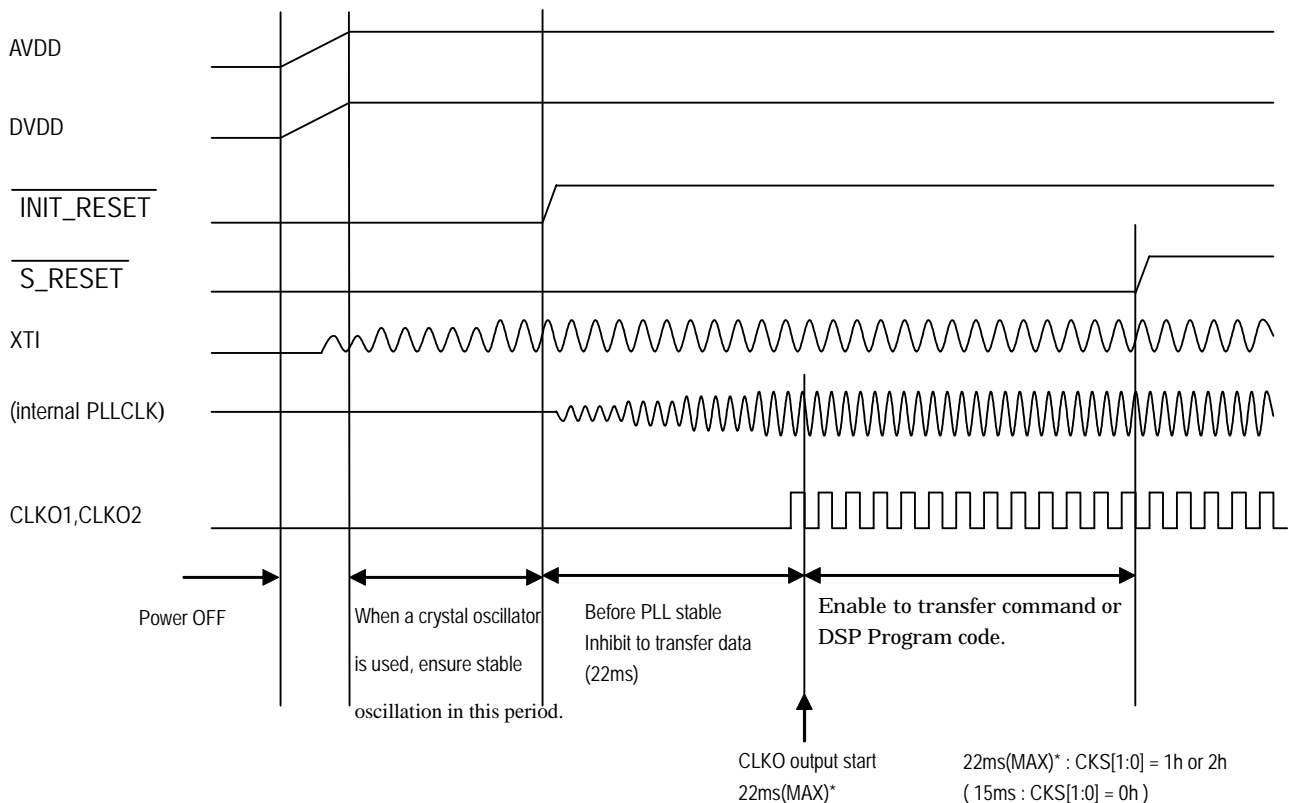 AVDD
DVDD
INIT_RESET
S_RESET
XTI
(internal PLLCLK)
CLKO1,CLKO2
Power OFF
When a crystal oscillator
is used, ensure stable
oscillation in this period.
Before PLL stable
Inhibit to transfer data
(22ms)
Enable to transfer command or
DSP Program code.
CLKO output start
22ms(MAX)*
22ms(MAX)* : CKS[1:0] = 1h or 2h
( 15ms : CKS[1:0] = 0h )